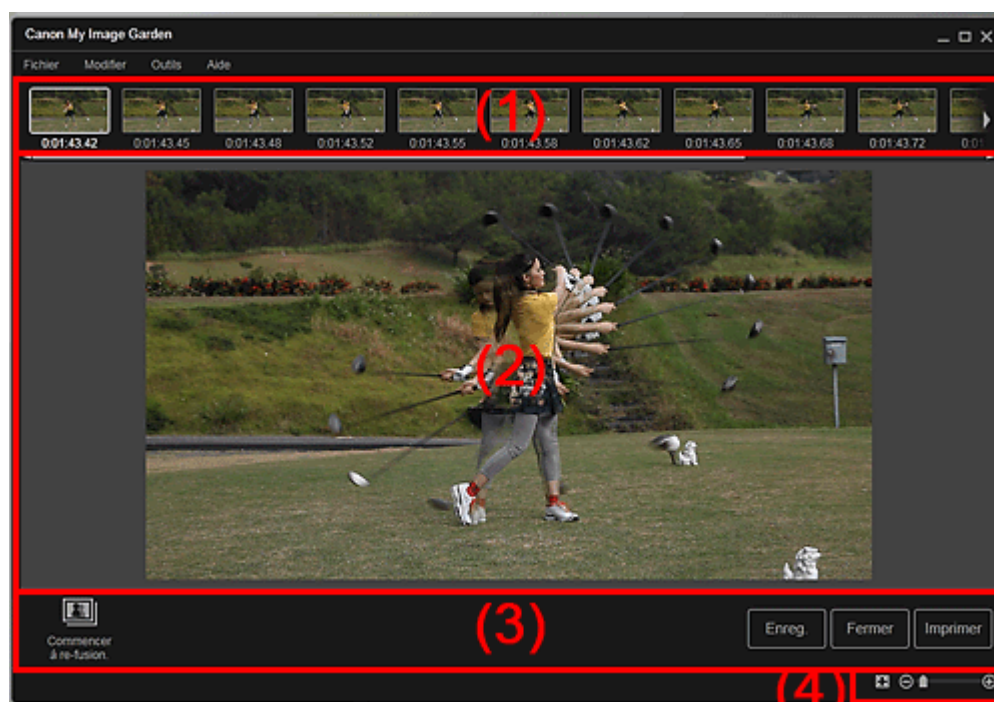 Canon My Image Garden
Fichier Modifier Outils Aide
(1)
0:01:43.42 0:01:43.45 0:01:43.48 0:01:43.52 0:01:43.55 0:01:43.58 0:01:43.62 0:01:43.65 0:01:43.68 0:01:43.72 0:01
(2)
(3)
Commencer
à re-fusion.
Enreg. Fermer Imprimer
(4)